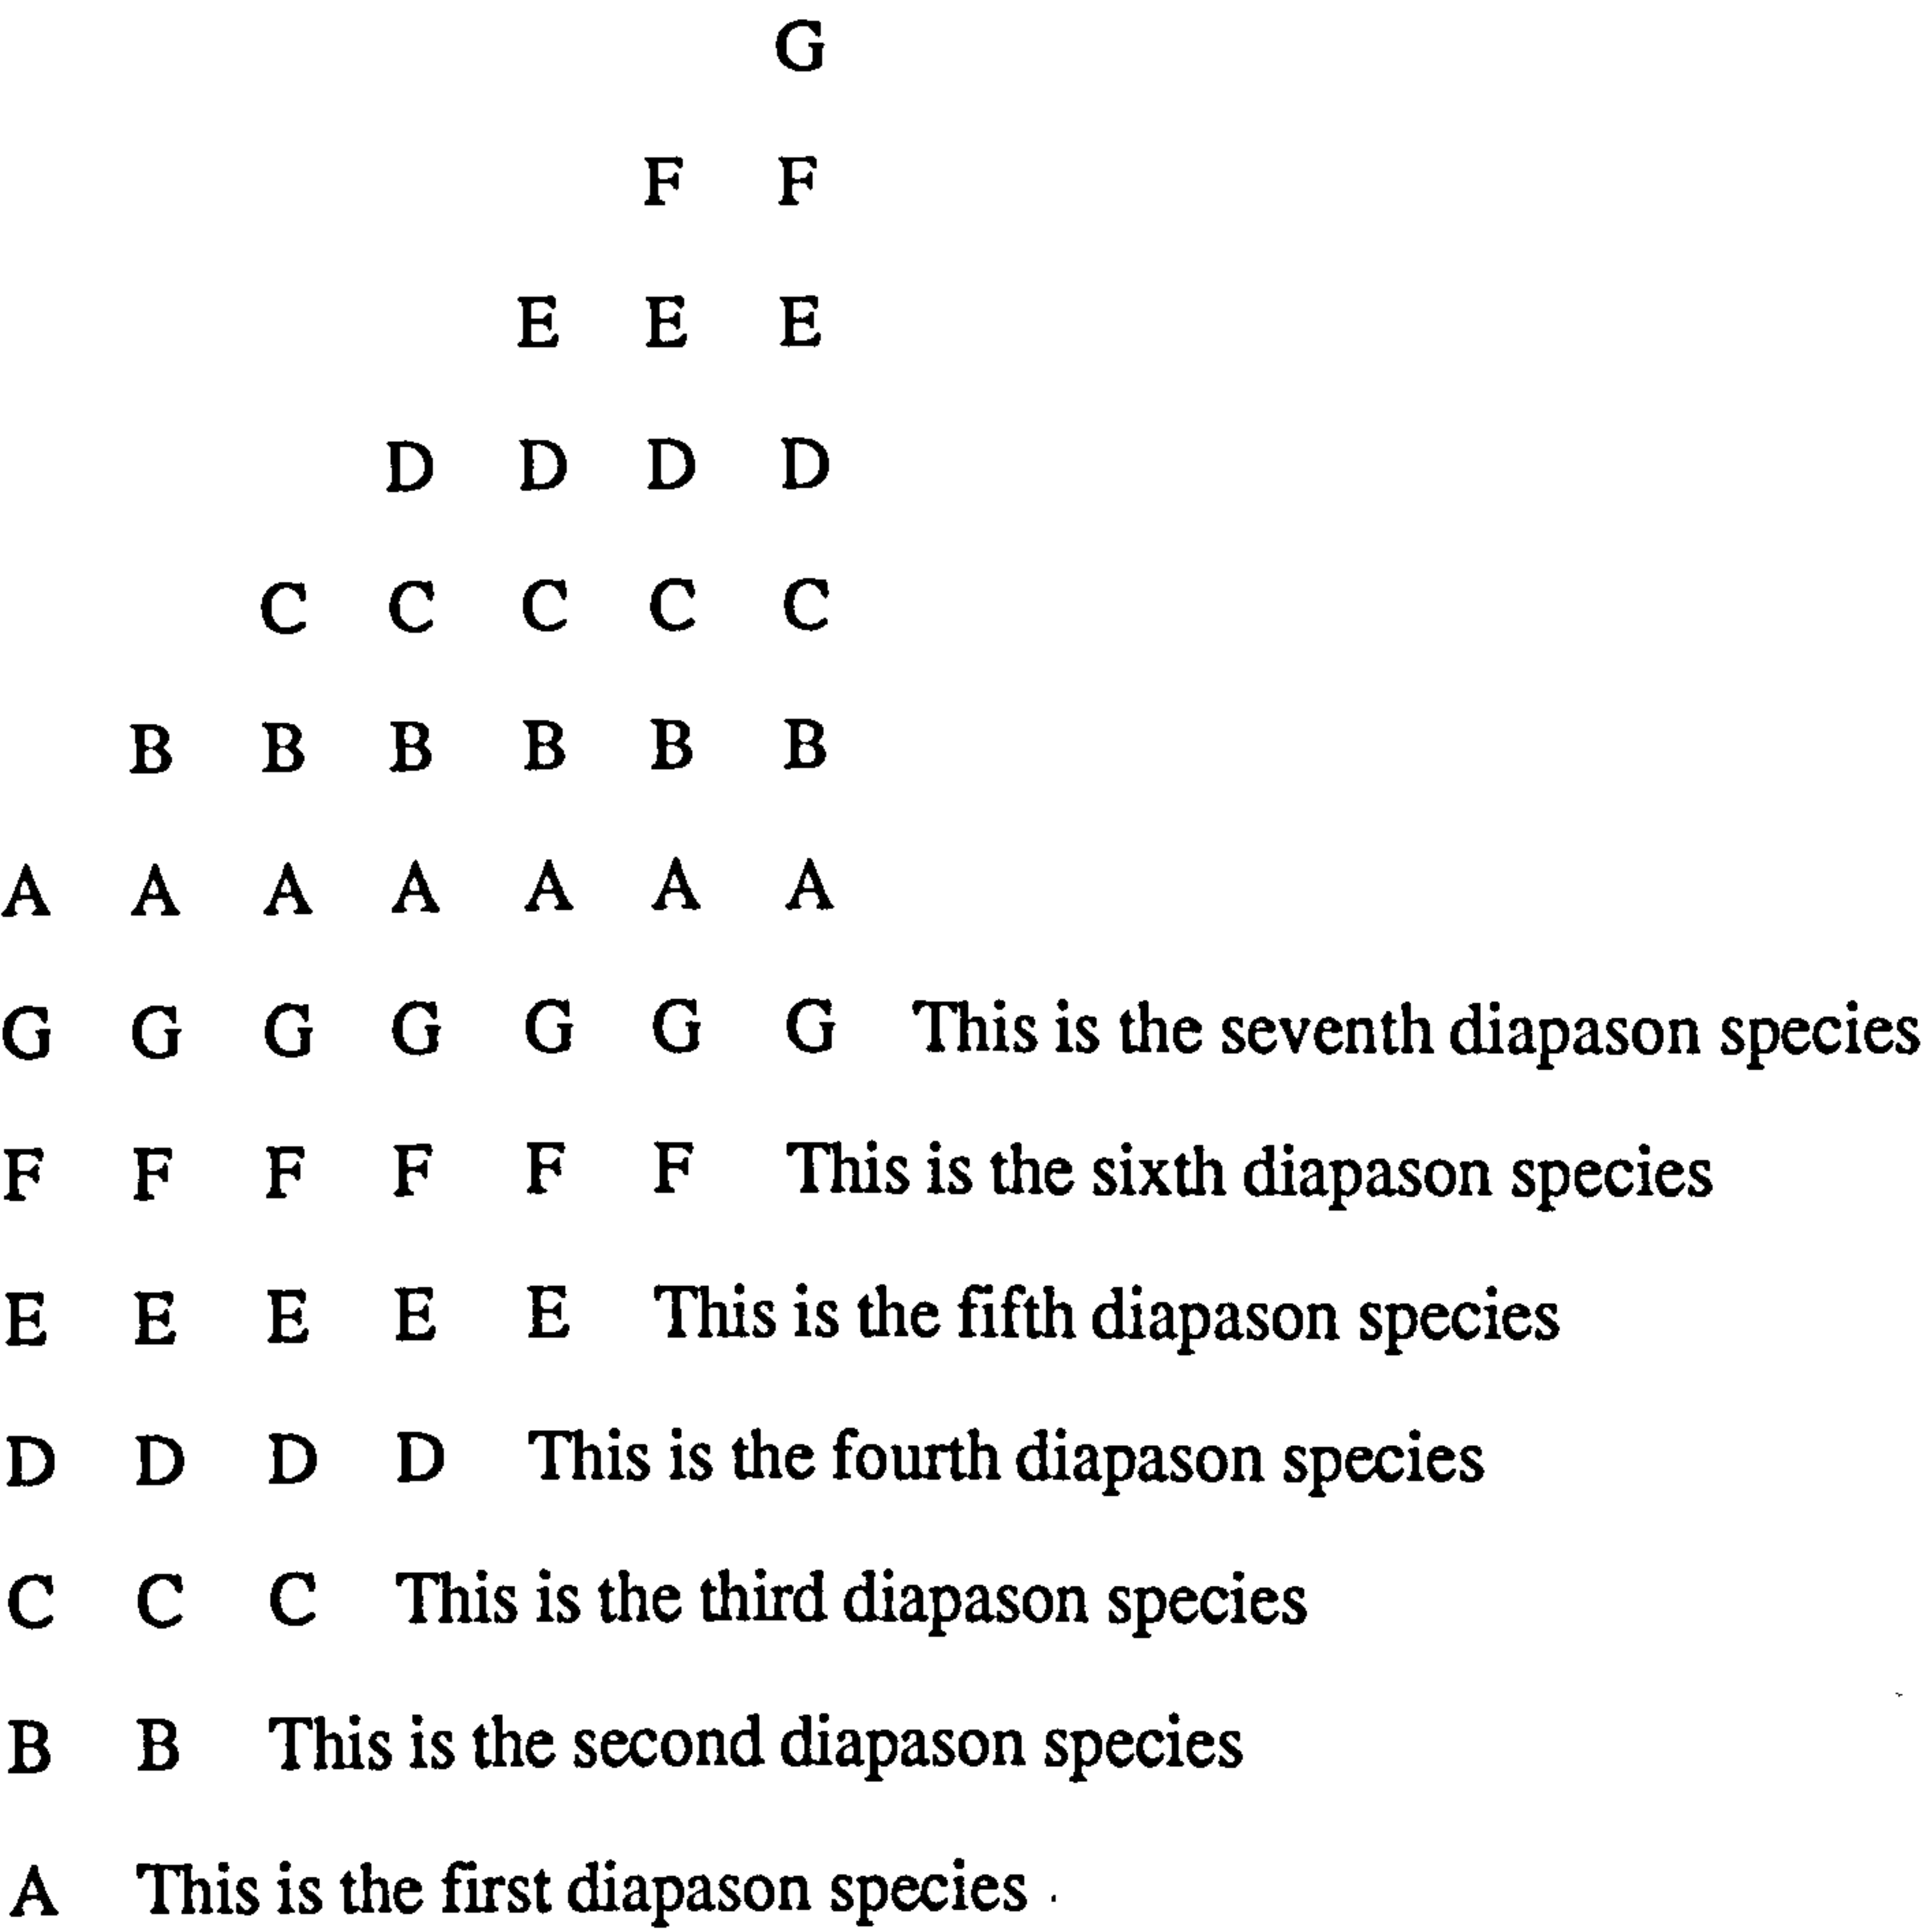 G
F F
E E E
D D D D
C C C C C
B B B B B B
A A A A A A A
G G G G G G G This is the seventh diapason species
F F F F F F This is the sixth diapason species
E E E E E This is the fifth diapason species
D D D D This is the fourth diapason species
C C C This is the third diapason species
B B This is the second diapason species
A This is the first diapason species